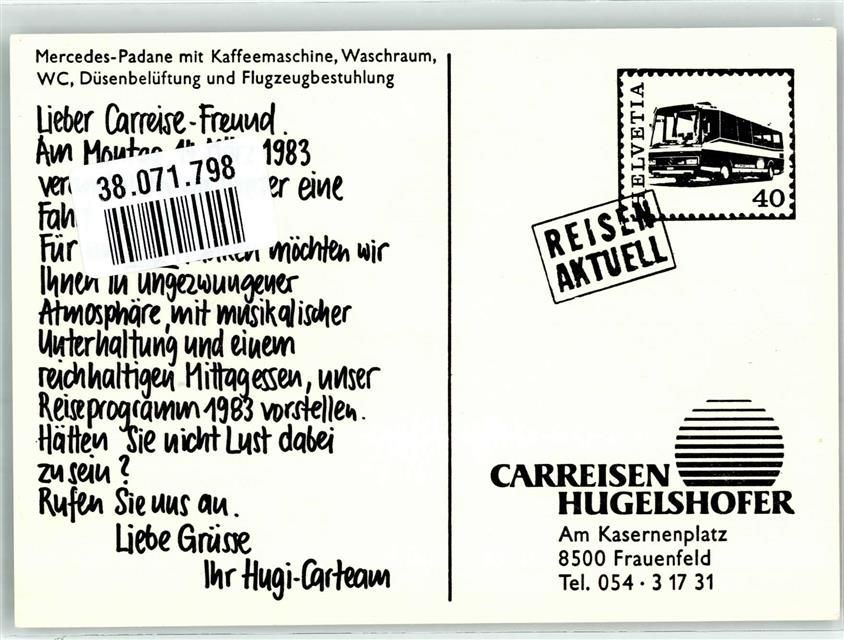 Mercedes-Padane mit Kaffeemaschine, Waschraum,
WC, Düsenbelüftung und Flugzeugbestuhlung
Lieber Carreise-Freund.
Am Montag 1983
eine
Für möchten wir
Ihnen in ungezwungener
Atmosphäre, mit musikalischer
Unterhaltung und einem
reichhaltigen Mittagessen, unser
Reiseprogramm 1983 vorstellen.
Hätten Sie nicht Lust dabei
zu sein?
Rufen Sie uns an.
Liebe Grüsse
Ihr Hugi-Carteam
38.071.798
HELVETIA
40
REISEN
AKTUELL
CARREISEN
HUGELSHOFER
Am Kasernenplatz
8500 Frauenfeld
Tel. 054 · 3 17 31